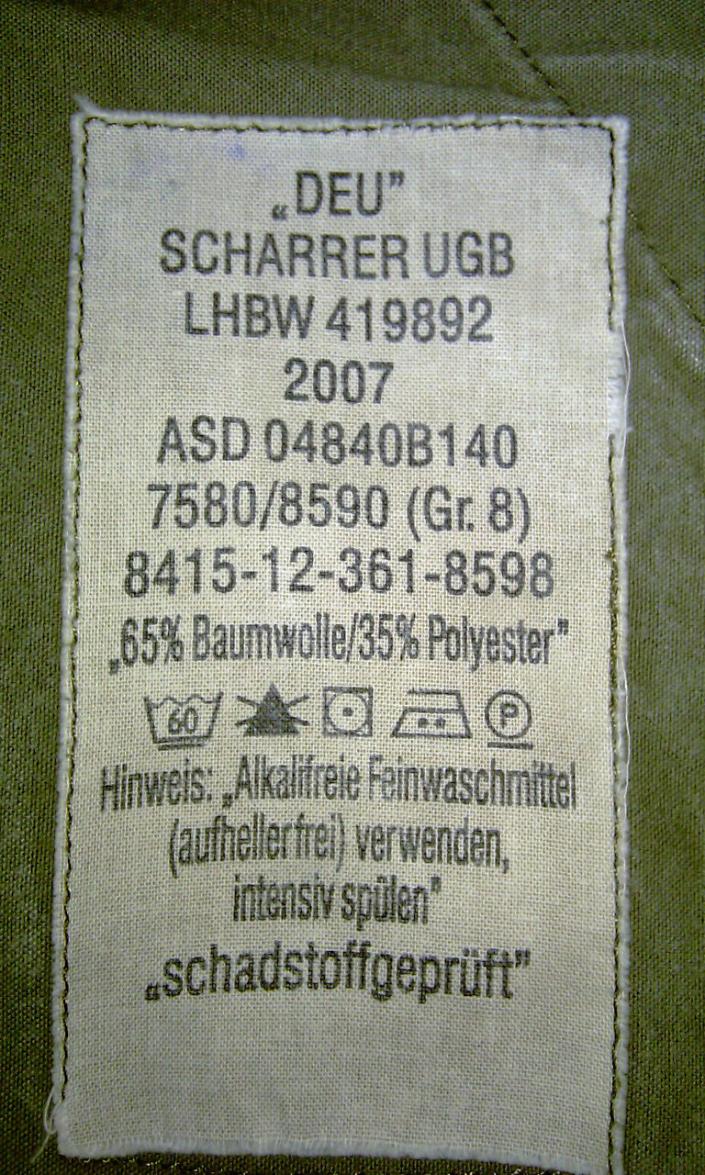 „DEU”
SCHARRER UGB
LHBW 419892
2007
ASD 04840B140
7580/8590 (Gr. 8)
8415-12-361-8598
„65% Baumwolle/35% Polyester”
60 P
Hinweis: „Alkalifreie Feinwaschmittel
(aufhellerfrei) verwenden,
intensiv spülen”
„schadstoffgeprüft”